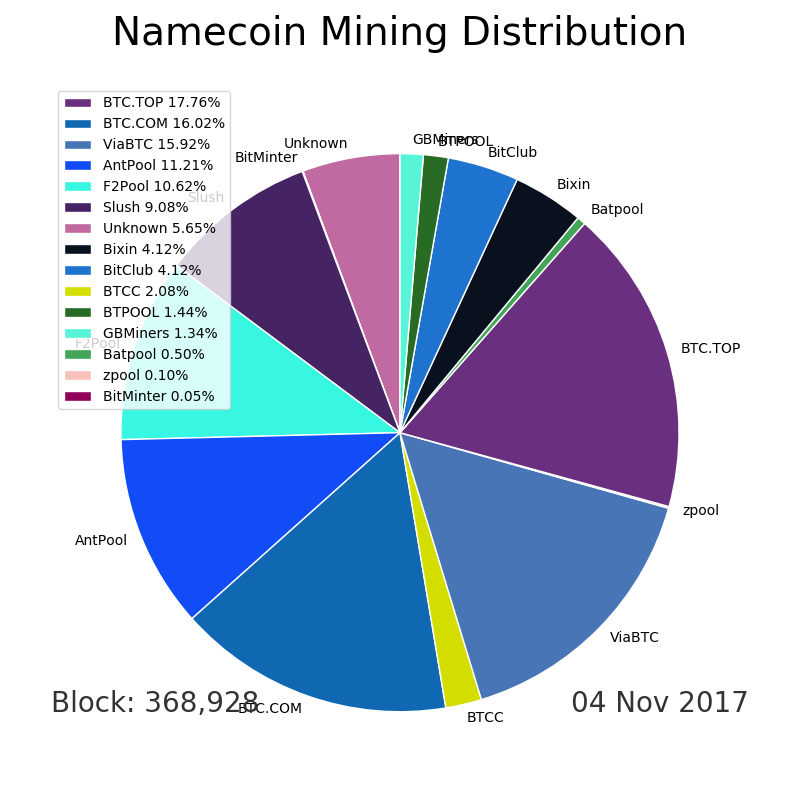 Namecoin Mining Distribution
BTC.TOP 17.76%
BTC.COM 16.02%
ViaBTC 15.92%
AntPool 11.21%
F2Pool 10.62%
Slush 9.08%
Unknown 5.65%
Bixin 4.12%
BitClub 4.12%
BTCC 2.08%
BTPOOL 1.44%
GBMiners 1.34%
Batpool 0.50%
zpool 0.10%
BitMinter 0.05%
GBMiners
BTPOOL
Unknown
BitClub
BitMinter
Bixin
Slush
Batpool
F2Pool
BTC.TOP
zpool
AntPool
ViaBTC
BTC.COM
BTCC
Block: 368,928
04 Nov 2017